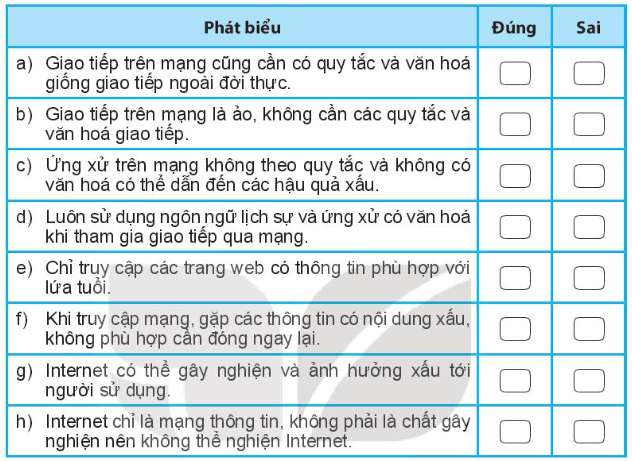 Phát biểu Đúng Sai
a) Giao tiếp trên mạng cũng cần có quy tắc và văn hoá
giống giao tiếp ngoài đời thực.
b) Giao tiếp trên mạng là ảo, không cần các quy tắc và
văn hoá giao tiếp.
c) Ứng xử trên mạng không theo quy tắc và không có
văn hoá có thể dẫn đến các hậu quả xấu.
d) Luôn sử dụng ngôn ngữ lịch sự và ứng xử có văn hoá
khi tham gia giao tiếp qua mạng.
e) Chỉ truy cập các trang web có thông tin phù hợp với
lứa tuổi.
f) Khi truy cập mạng, gặp các thông tin có nội dung xấu,
không phù hợp cần đóng ngay lại.
g) Internet có thể gây nghiện và ảnh hưởng xấu tới
người sử dụng.
h) Internet chỉ là mạng thông tin, không phải là chất gây
nghiện nên không thể nghiện Internet.